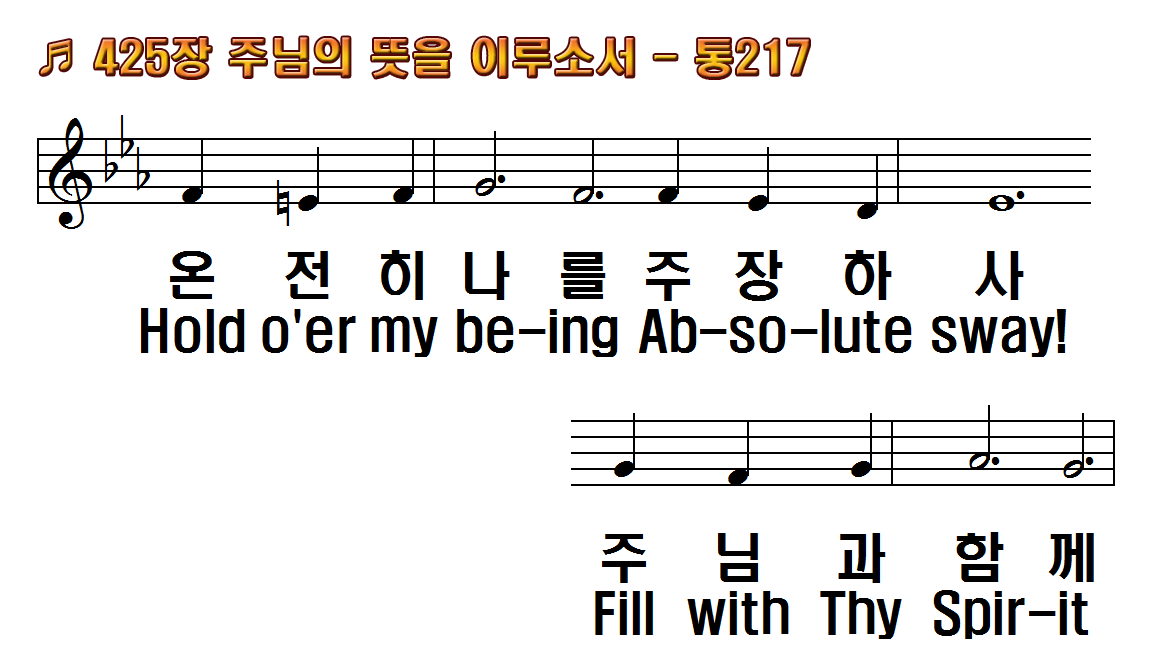 ♬ 425장 주님의 뜻을 이루소서 - 통217
온 전 히 나 를 주 장 하 사
Hold o'er my be-ing Ab-so-lute sway!
주 님 과 함 께
Fill with Thy Spir-it